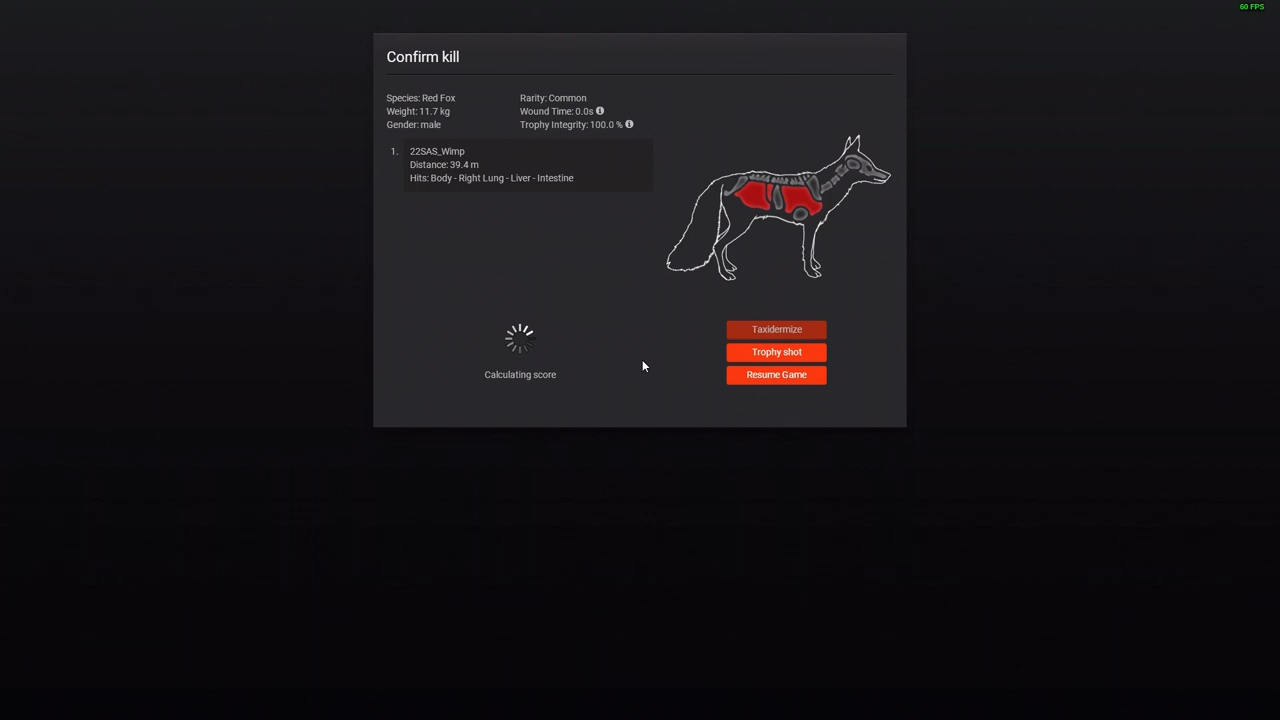 60 FPS
Confirm kill
Species: Red Fox
Rarity: Common
Weight: 11.7 kg
Wound Time: 0.0s
Gender: male
Trophy Integrity: 100.0 %
1. 22SAS_Wimp
Distance: 39.4 m
Hits: Body - Right Lung - Liver - Intestine
Taxidermize
Trophy shot
Calculating score
Resume Game